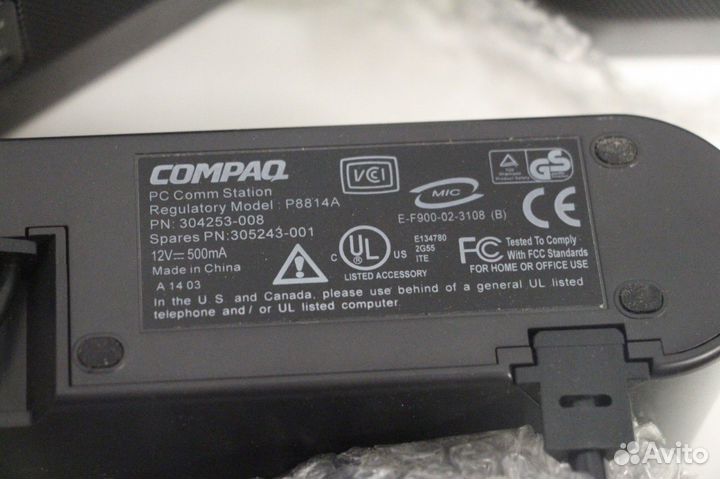 COMPAQ
PC Comm Station
Regulatory Model : P8814A
PN: 304253-008
Spares PN:305243-001
12V⎓500mA
Made in China
A 14 03
VCI
MIC
E-F900-02-3108 (B)
GS
CE
C UL US
LISTED ACCESSORY
E134780
2G55
ITE
FC Tested To Comply
With FCC Standards
FOR HOME OR OFFICE USE
In the U.S. and Canada, please use behind of a general UL listed
telephone and / or UL listed computer.
Avito